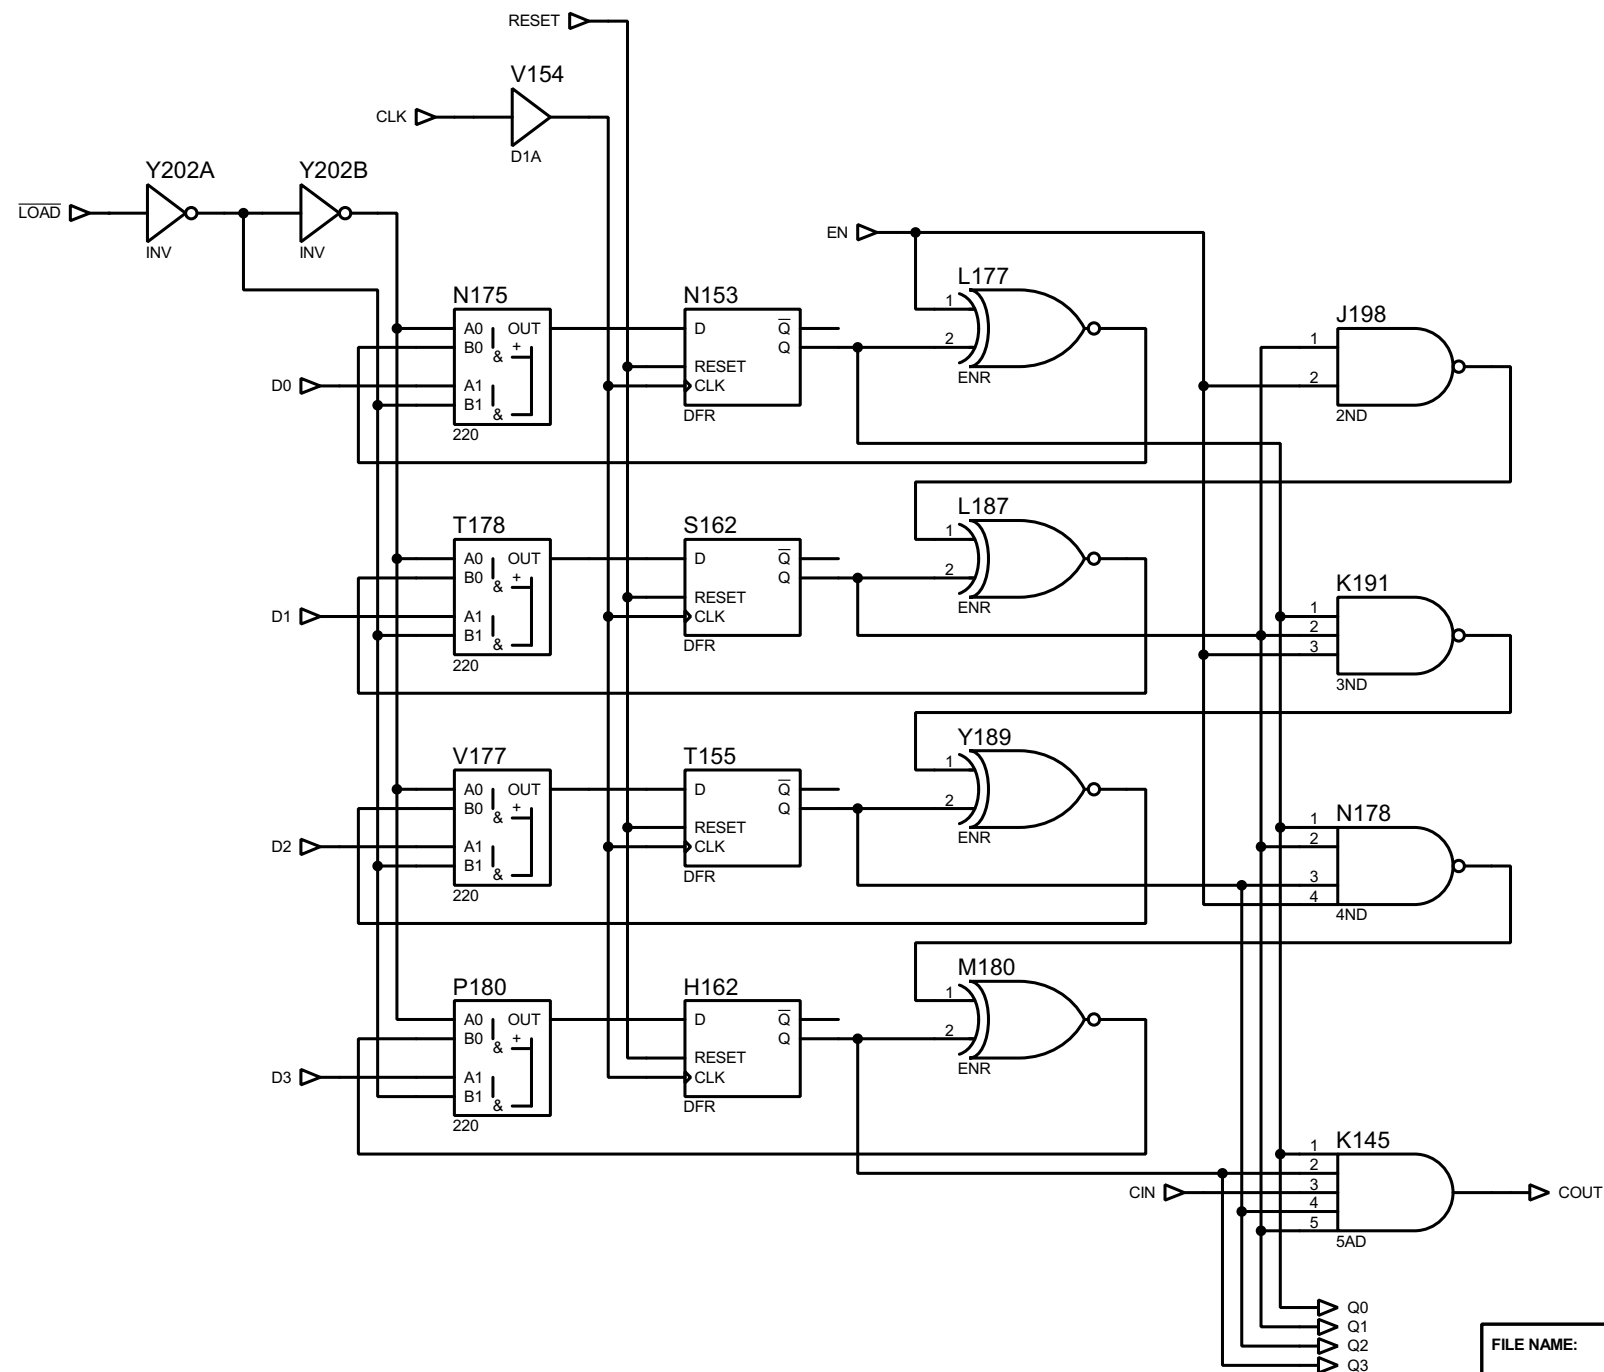 RESET
V154
CLK
D1A
Y202A
Y202B
LOAD
INV
INV
EN
L177
1
2
ENR
N175
A0 OUT
B0 +
&
A1
B1
&
220
D0
N153
D Q
Q
RESET
CLK
DFR
J198
1
2
2ND
L187
1
2
ENR
T178
A0 OUT
B0 +
&
A1
B1
&
220
D1
S162
D Q
Q
RESET
CLK
DFR
K191
1
2
3
3ND
Y189
1
2
ENR
V177
A0 OUT
B0 +
&
A1
B1
&
220
D2
T155
D Q
Q
RESET
CLK
DFR
N178
1
2
3
4
4ND
M180
1
2
ENR
P180
A0 OUT
B0 +
&
A1
B1
&
220
D3
H162
D Q
Q
RESET
CLK
DFR
K145
1
2
3
4
5
5AD
CIN
COUT
Q0
Q1
Q2
Q3
FILE NAME: